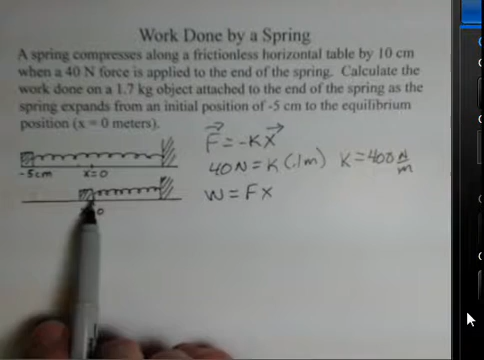 Work Done by a Spring
A spring compresses along a frictionless horizontal table by 10 cm
when a 40 N force is applied to the end of the spring. Calculate the
work done on a 1.7 kg object attached to the end of the spring as the
spring expands from an initial position of -5 cm to the equilibrium
position (x = 0 meters).
F⃗ = -Kx⃗
40N = K(.1m) K = 400 N/m
-5cm x=0
W = Fx
0